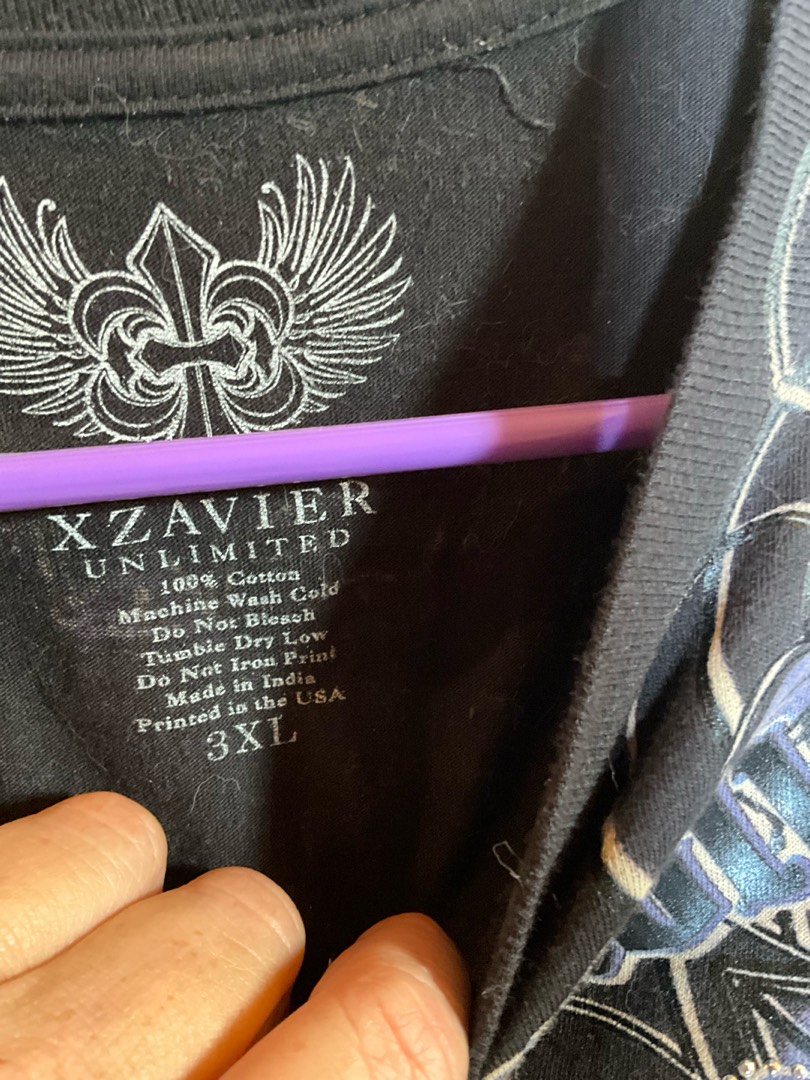 XZAVIER
UNLIMITED
100% Cotton
Machine Wash Cold
Do Not Bleach
Tumble Dry Low
Do Not Iron Print
Made in India
Printed in the USA
3XL